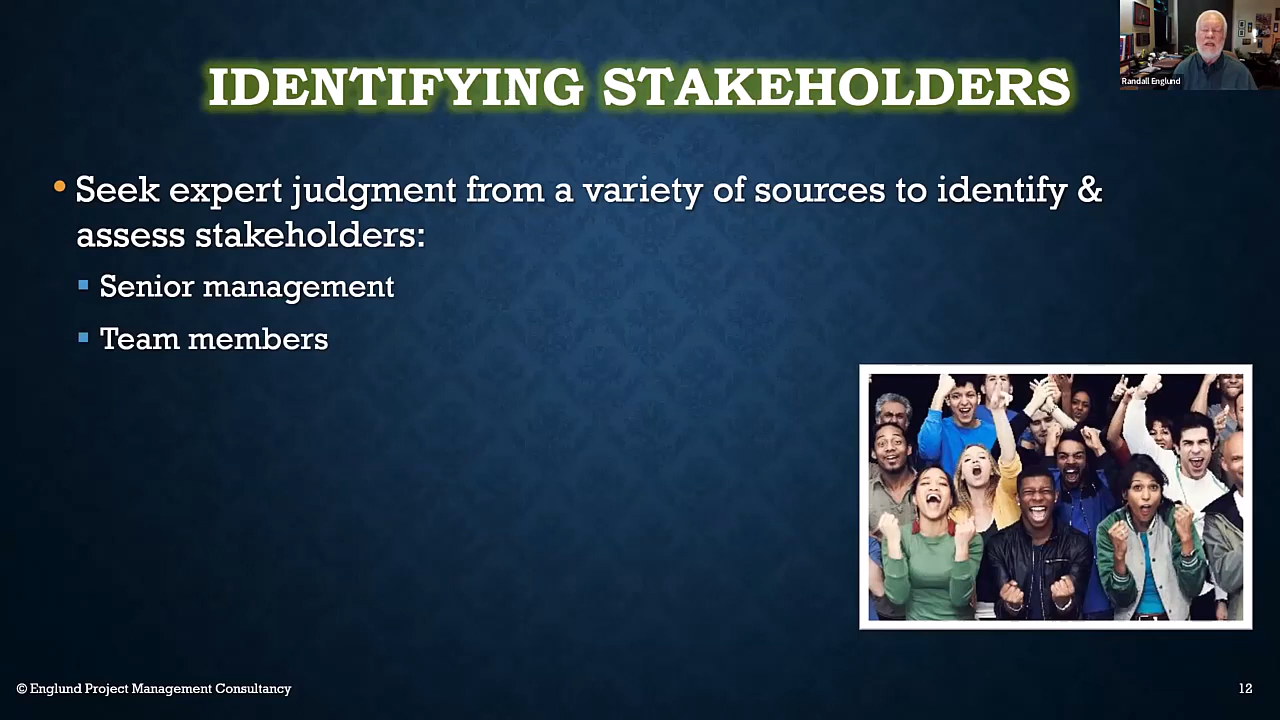 Randall Englund
IDENTIFYING STAKEHOLDERS
• Seek expert judgment from a variety of sources to identify &
assess stakeholders:
▪ Senior management
▪ Team members
© Englund Project Management Consultancy
12